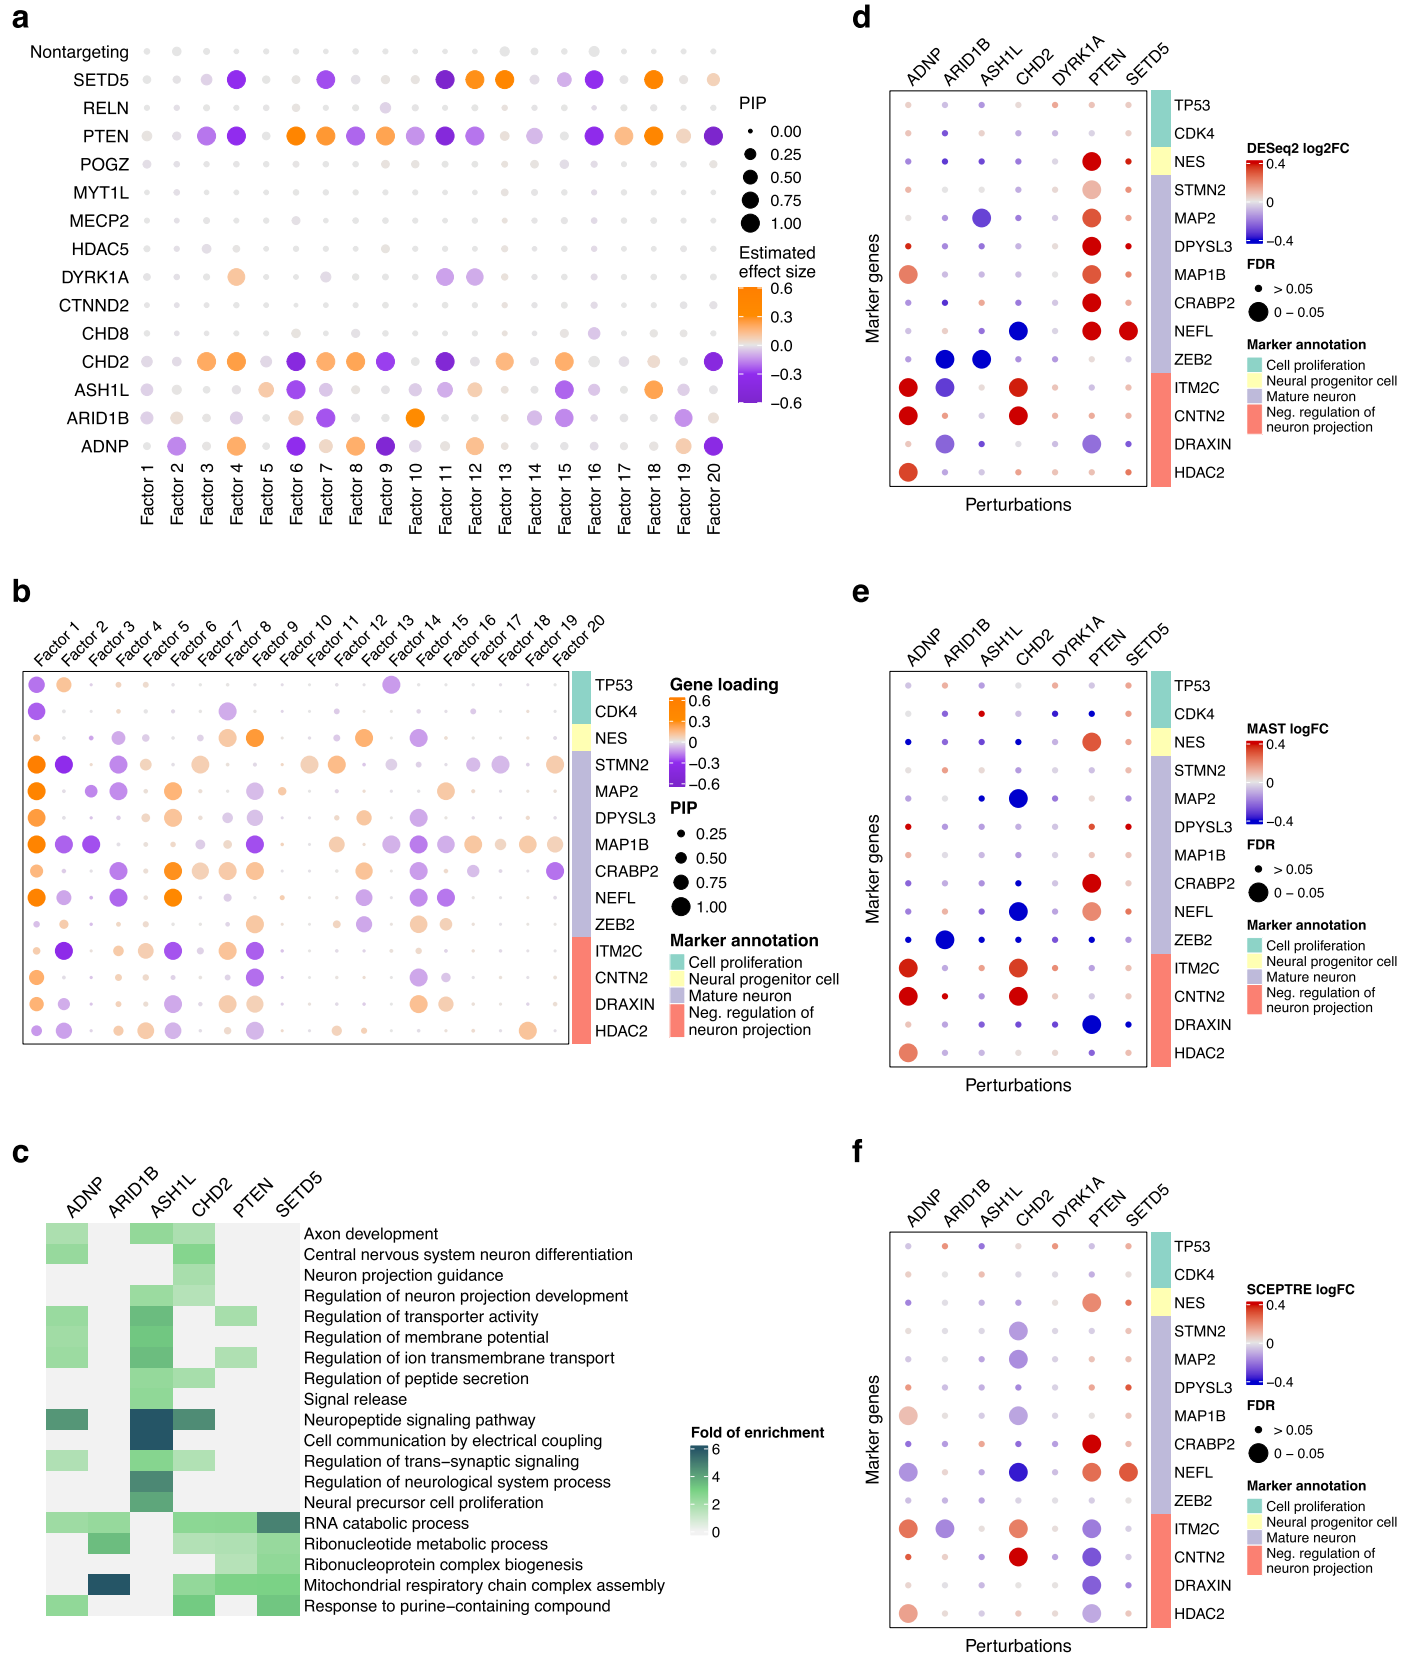 a
Nontargeting
SETD5
RELN
PTEN
POGZ
MYT1L
MECP2
HDAC5
DYRK1A
CTNND2
CHD8
CHD2
ASH1L
ARID1B
ADNP
Factor 1
Factor 2
Factor 3
Factor 4
Factor 5
Factor 6
Factor 7
Factor 8
Factor 9
Factor 10
Factor 11
Factor 12
Factor 13
Factor 14
Factor 15
Factor 16
Factor 17
Factor 18
Factor 19
Factor 20
PIP
0.00
0.25
0.50
0.75
1.00
Estimated
effect size
0.6
0.3
0.0
−0.3
−0.6
b
Factor 1
Factor 2
Factor 3
Factor 4
Factor 5
Factor 6
Factor 7
Factor 8
Factor 9
Factor 10
Factor 11
Factor 12
Factor 13
Factor 14
Factor 15
Factor 16
Factor 17
Factor 18
Factor 19
Factor 20
TP53
CDK4
NES
STMN2
MAP2
DPYSL3
MAP1B
CRABP2
NEFL
ZEB2
ITM2C
CNTN2
DRAXIN
HDAC2
Gene loading
0.6
0.3
0
−0.3
−0.6
PIP
0.25
0.50
0.75
1.00
Marker annotation
Cell proliferation
Neural progenitor cell
Mature neuron
Neg. regulation of
neuron projection
c
ADNP
ARID1B
ASH1L
CHD2
PTEN
SETD5
Axon development
Central nervous system neuron differentiation
Neuron projection guidance
Regulation of neuron projection development
Regulation of transporter activity
Regulation of membrane potential
Regulation of ion transmembrane transport
Regulation of peptide secretion
Signal release
Neuropeptide signaling pathway
Cell communication by electrical coupling
Regulation of trans−synaptic signaling
Regulation of neurological system process
Neural precursor cell proliferation
RNA catabolic process
Ribonucleotide metabolic process
Ribonucleoprotein complex biogenesis
Mitochondrial respiratory chain complex assembly
Response to purine−containing compound
Fold of enrichment
6
4
2
0
d
ADNP
ARID1B
ASH1L
CHD2
DYRK1A
PTEN
SETD5
Marker genes
TP53
CDK4
NES
STMN2
MAP2
DPYSL3
MAP1B
CRABP2
NEFL
ZEB2
ITM2C
CNTN2
DRAXIN
HDAC2
Perturbations
DESeq2 log2FC
0.4
0
−0.4
FDR
> 0.05
0 − 0.05
Marker annotation
Cell proliferation
Neural progenitor cell
Mature neuron
Neg. regulation of
neuron projection
e
ADNP
ARID1B
ASH1L
CHD2
DYRK1A
PTEN
SETD5
Marker genes
TP53
CDK4
NES
STMN2
MAP2
DPYSL3
MAP1B
CRABP2
NEFL
ZEB2
ITM2C
CNTN2
DRAXIN
HDAC2
Perturbations
MAST logFC
0.4
0
−0.4
FDR
> 0.05
0 − 0.05
Marker annotation
Cell proliferation
Neural progenitor cell
Mature neuron
Neg. regulation of
neuron projection
f
ADNP
ARID1B
ASH1L
CHD2
DYRK1A
PTEN
SETD5
Marker genes
TP53
CDK4
NES
STMN2
MAP2
DPYSL3
MAP1B
CRABP2
NEFL
ZEB2
ITM2C
CNTN2
DRAXIN
HDAC2
Perturbations
SCEPTRE logFC
0.4
0
−0.4
FDR
> 0.05
0 − 0.05
Marker annotation
Cell proliferation
Neural progenitor cell
Mature neuron
Neg. regulation of
neuron projection